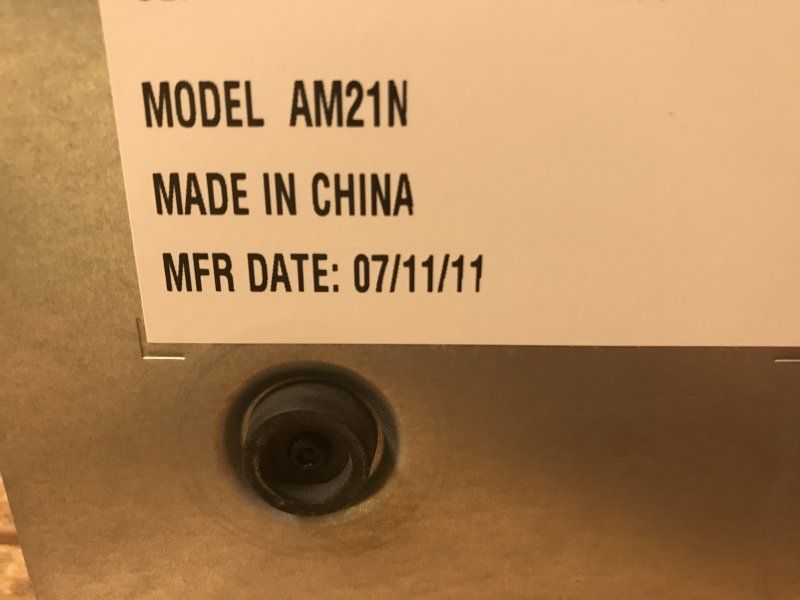 MODEL AM21N
MADE IN CHINA
MFR DATE: 07/11/11